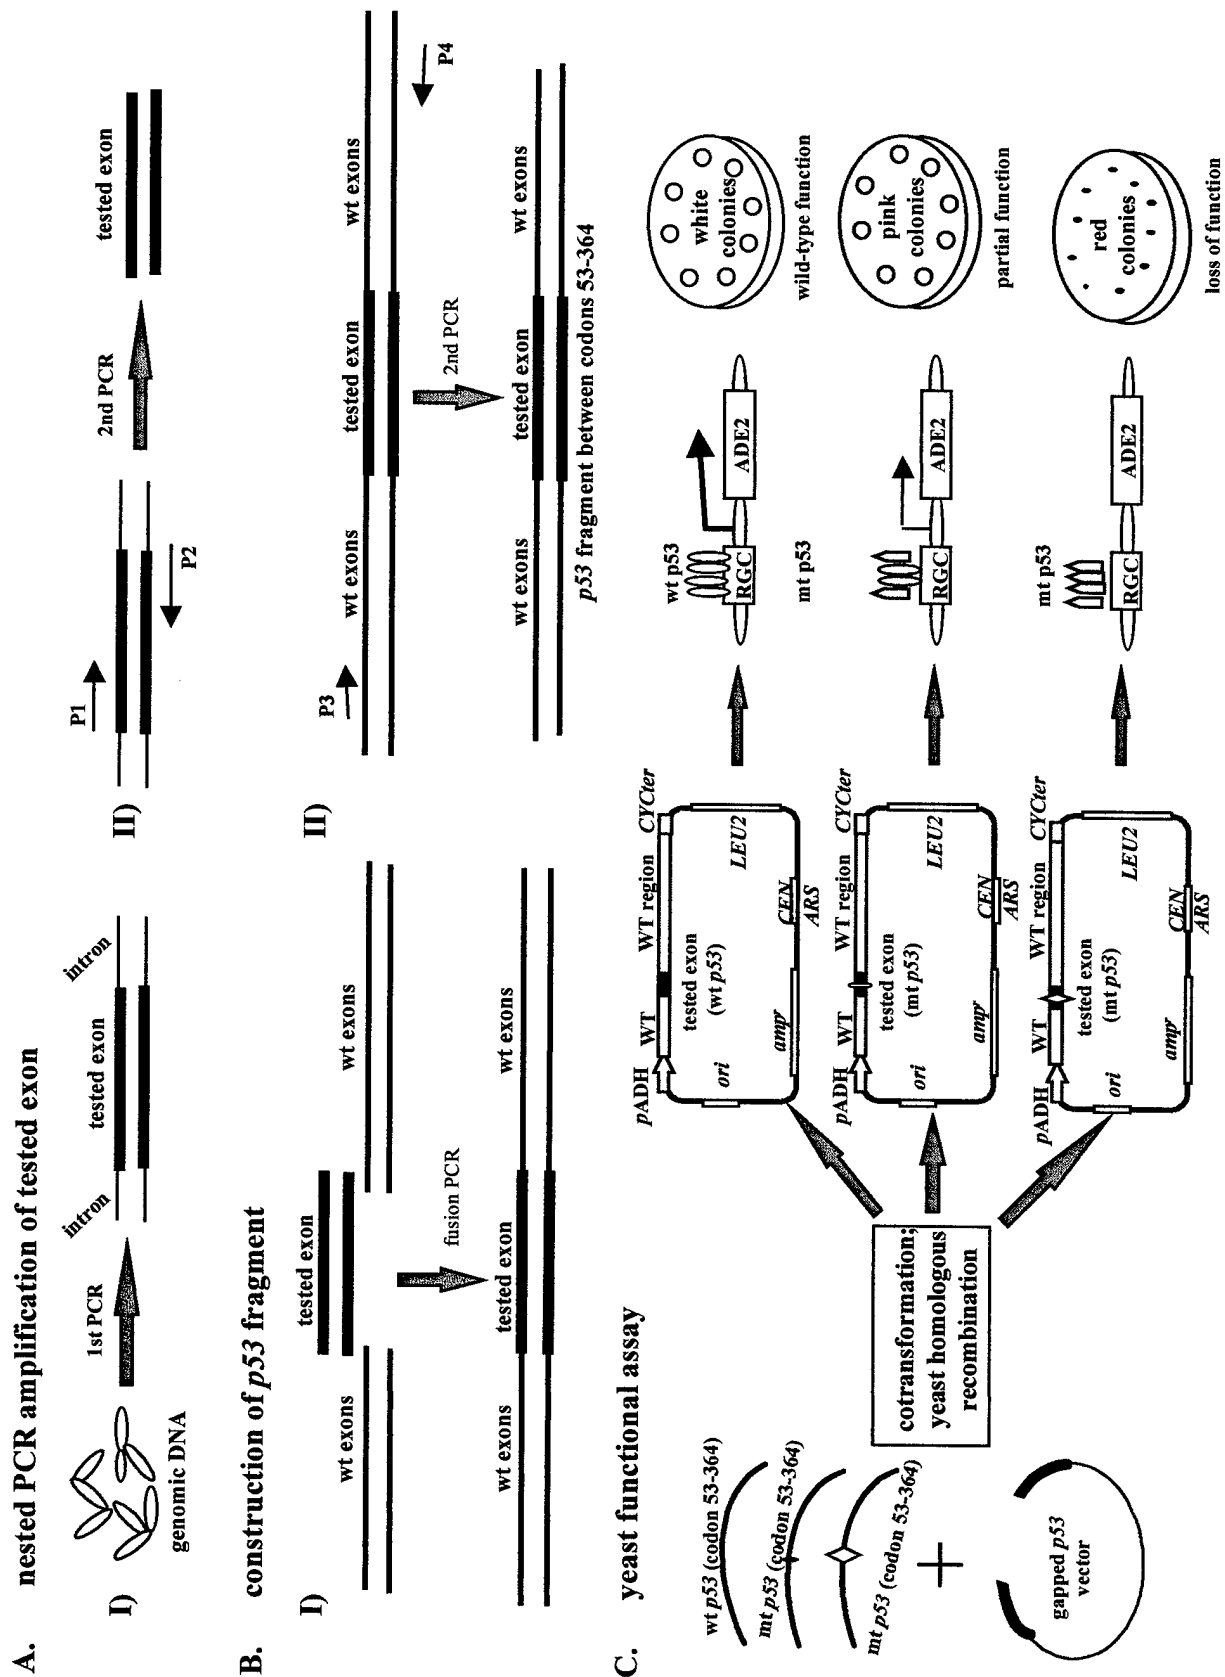 A. nested PCR amplification of tested exon
I)
genomic DNA
1st PCR
intron
tested exon
intron
II)
P1
P2
2nd PCR
tested exon
B. construction of p53 fragment
I)
wt exons
tested exon
wt exons
fusion PCR
wt exons
tested exon
wt exons
II)
P3
wt exons
tested exon
wt exons
P4
2nd PCR
wt exons
tested exon
wt exons
p53 fragment between codons 53-364
C. yeast functional assay
wt p53 (codon 53-364)
mt p53 (codon 53-364)
mt p53 (codon 53-364)
+
gapped p53
vector
cotransformation;
yeast homologous
recombination
pADH
WT
WT region
CYCter
tested exon
(wt p53)
ori
amp^r
CEN
ARS
LEU2
wt p53
RGC
ADE2
white
colonies
wild-type function
pADH
WT
WT region
CYCter
tested exon
(mt p53)
ori
amp^r
CEN
ARS
LEU2
mt p53
RGC
ADE2
pink
colonies
partial function
pADH
WT
WT region
CYCter
tested exon
(mt p53)
ori
amp^r
CEN
ARS
LEU2
mt p53
RGC
ADE2
red
colonies
loss of function